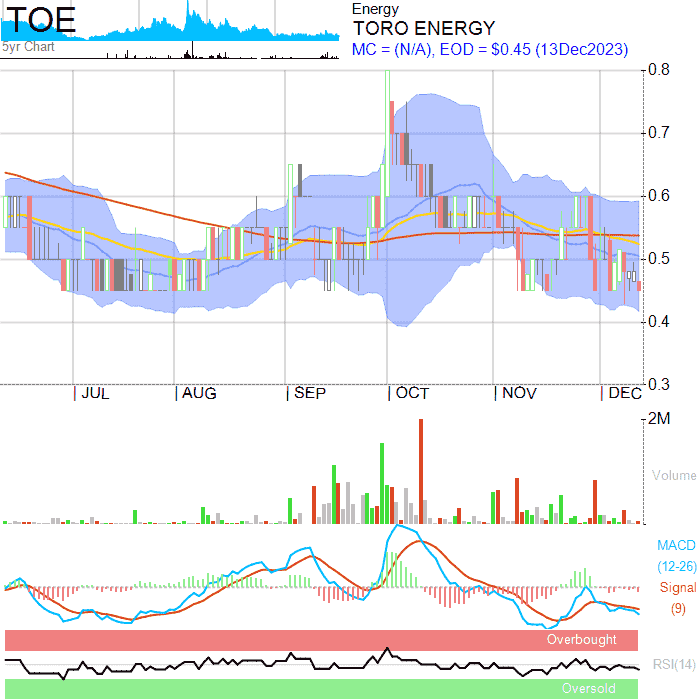 TOE
5yr Chart
Energy
TORO ENERGY
MC = (N/A), EOD = $0.45 (13Dec2023)
0.8
0.7
0.6
0.5
0.4
0.3
JUL AUG SEP OCT NOV DEC
2M
Volume
MACD
(12-26)
Signal
(9)
Overbought
RSI(14)
Oversold